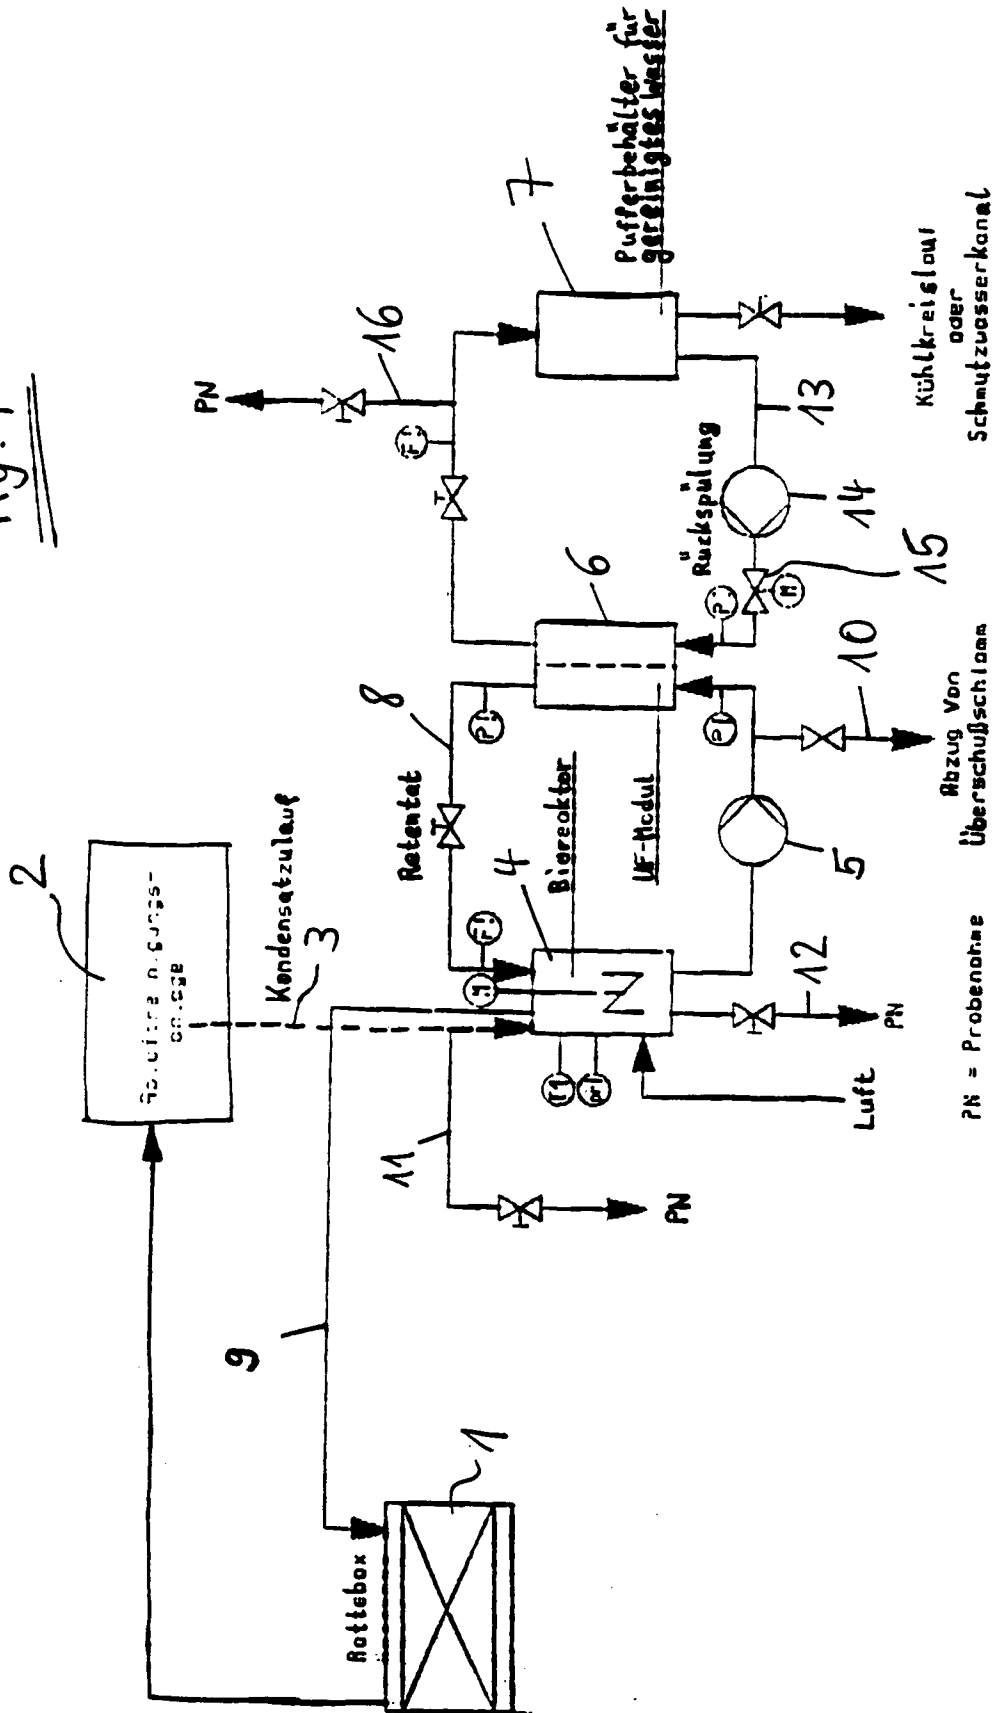 Fig. 1
2
Kondensatzulauf
3
9
Rottebox
1
11
PN
Retentat
8
4
Bioreaktor
UF-Modul
6
M
Luft
12
PN
5
10
Abzug Von
Überschußschlamm
PN = Probenahme
PN
16
7
Pufferbehälter für
gereinigtes Wasser
Rückspülung
13
14
15
M
Kühlkreislauf
oder
Schmutzwasserkanal